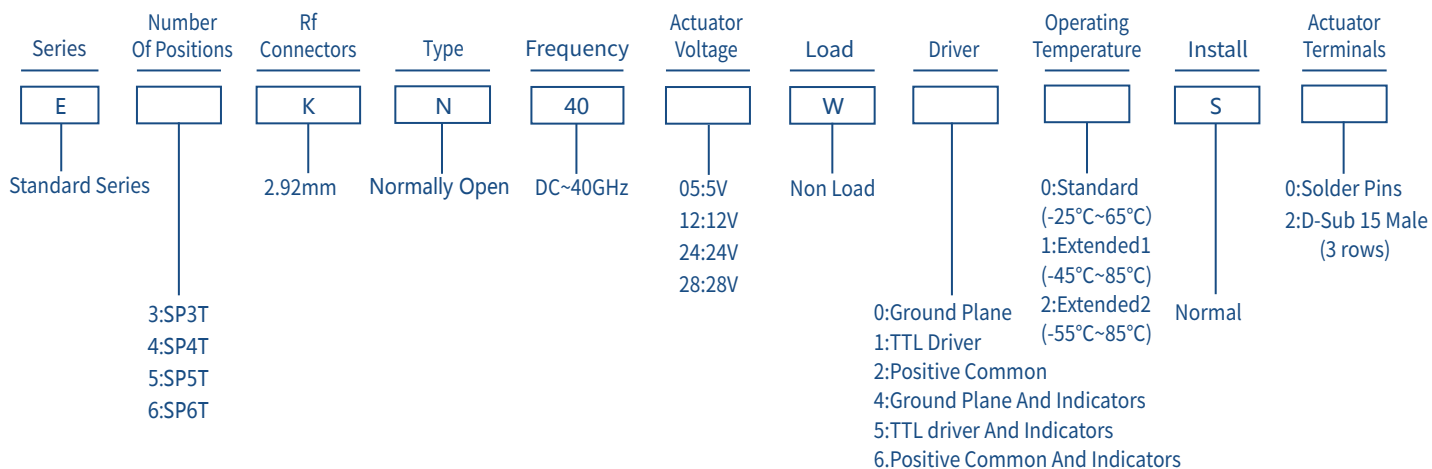 Series
Number
Of Positions
Rf
Connectors
Type
Frequency
Actuator
Voltage
Load
Driver
Operating
Temperature
Install
Actuator
Terminals
E
K
N
40
W
S
Standard Series
2.92mm
Normally Open
DC~40GHz
Non Load
Normal
3:SP3T
4:SP4T
5:SP5T
6:SP6T
05:5V
12:12V
24:24V
28:28V
0:Ground Plane
1:TTL Driver
2:Positive Common
4:Ground Plane And Indicators
5:TTL driver And Indicators
6.Positive Common And Indicators
0:Standard
(-25°C~65°C)
1:Extended1
(-45°C~85°C)
2:Extended2
(-55°C~85°C)
0:Solder Pins
2:D-Sub 15 Male
(3 rows)